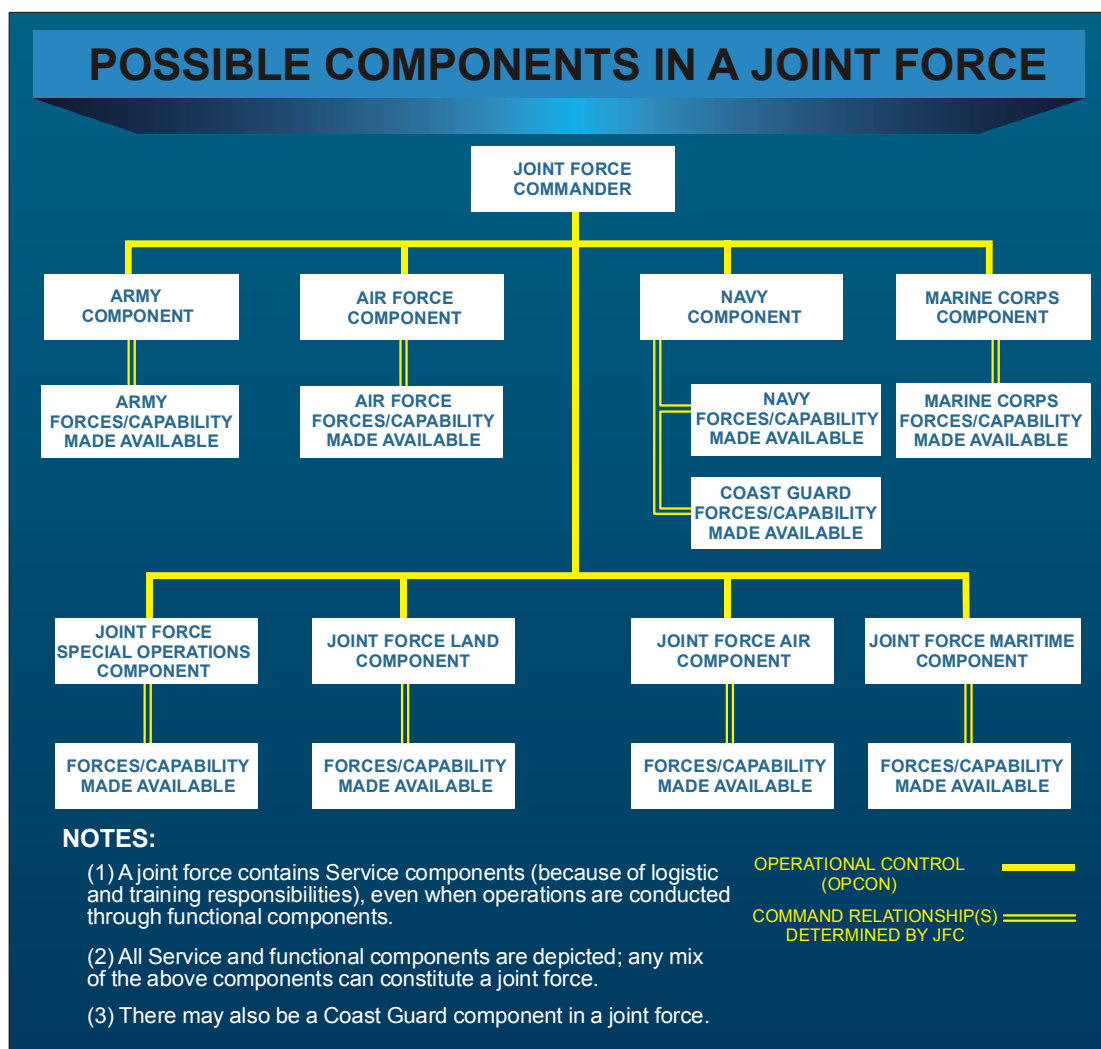 POSSIBLE COMPONENTS IN A JOINT FORCE
JOINT FORCE
COMMANDER
ARMY
COMPONENT
AIR FORCE
COMPONENT
NAVY
COMPONENT
MARINE CORPS
COMPONENT
ARMY
FORCES/CAPABILITY
MADE AVAILABLE
AIR FORCE
FORCES/CAPABILITY
MADE AVAILABLE
NAVY
FORCES/CAPABILITY
MADE AVAILABLE
MARINE CORPS
FORCES/CAPABILITY
MADE AVAILABLE
COAST GUARD
FORCES/CAPABILITY
MADE AVAILABLE
JOINT FORCE
SPECIAL OPERATIONS
COMPONENT
JOINT FORCE LAND
COMPONENT
JOINT FORCE AIR
COMPONENT
JOINT FORCE MARITIME
COMPONENT
FORCES/CAPABILITY
MADE AVAILABLE
FORCES/CAPABILITY
MADE AVAILABLE
FORCES/CAPABILITY
MADE AVAILABLE
FORCES/CAPABILITY
MADE AVAILABLE
NOTES:
(1) A joint force contains Service components (because of logistic
and training responsibilities), even when operations are conducted
through functional components.
(2) All Service and functional components are depicted; any mix
of the above components can constitute a joint force.
(3) There may also be a Coast Guard component in a joint force.
OPERATIONAL CONTROL
(OPCON)
COMMAND RELATIONSHIP(S)
DETERMINED BY JFC